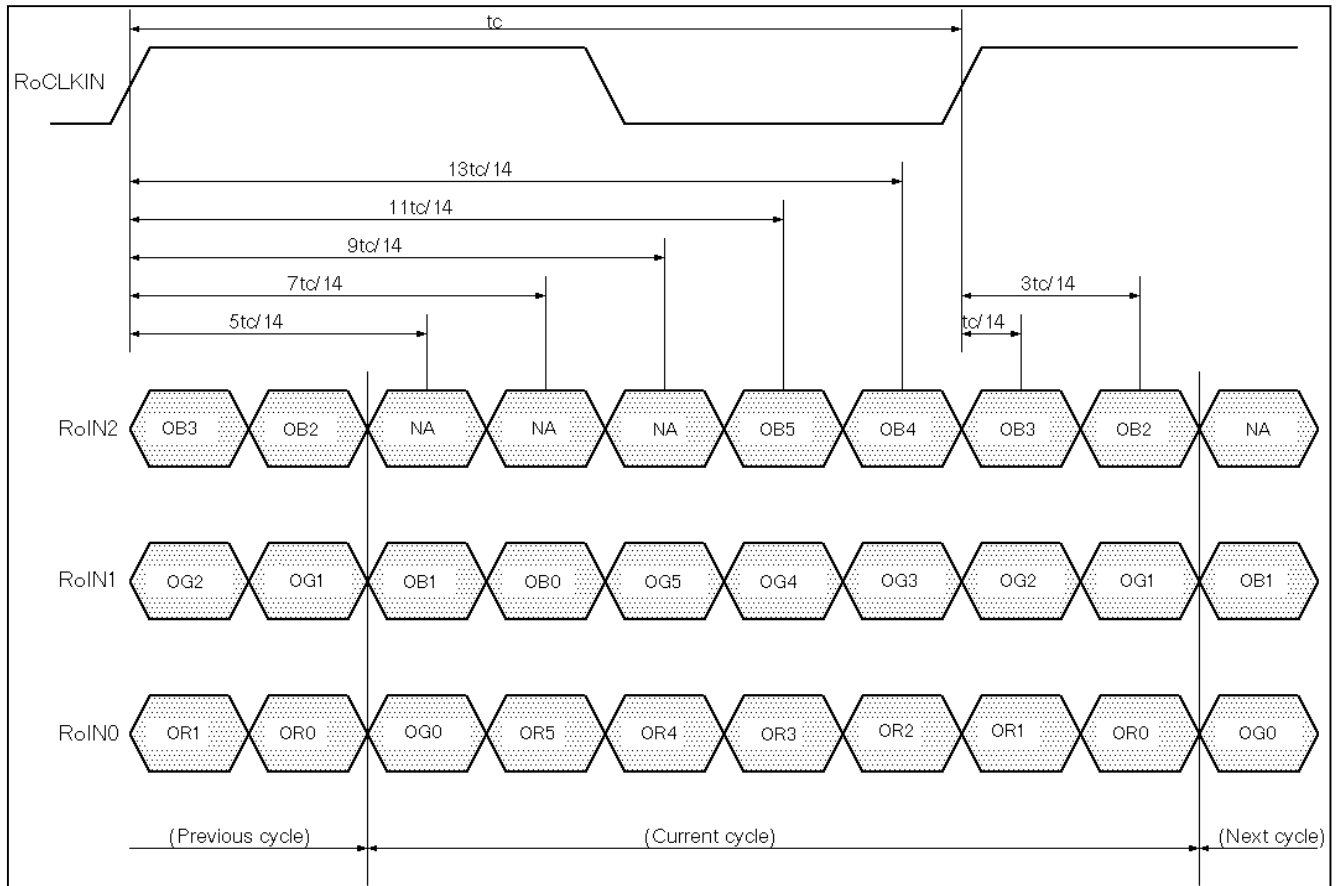 tc
RoCLKIN
13tc/14
11tc/14
9tc/14
7tc/14
3tc/14
5tc/14
tc/14
RoIN2 OB3 OB2 NA NA NA OB5 OB4 OB3 OB2 NA
RoIN1 OG2 OG1 OB1 OB0 OG5 OG4 OG3 OG2 OG1 OB1
RoIN0 OR1 OR0 OG0 OR5 OR4 OR3 OR2 OR1 OR0 OG0
(Previous cycle) (Current cycle) (Next cycle)